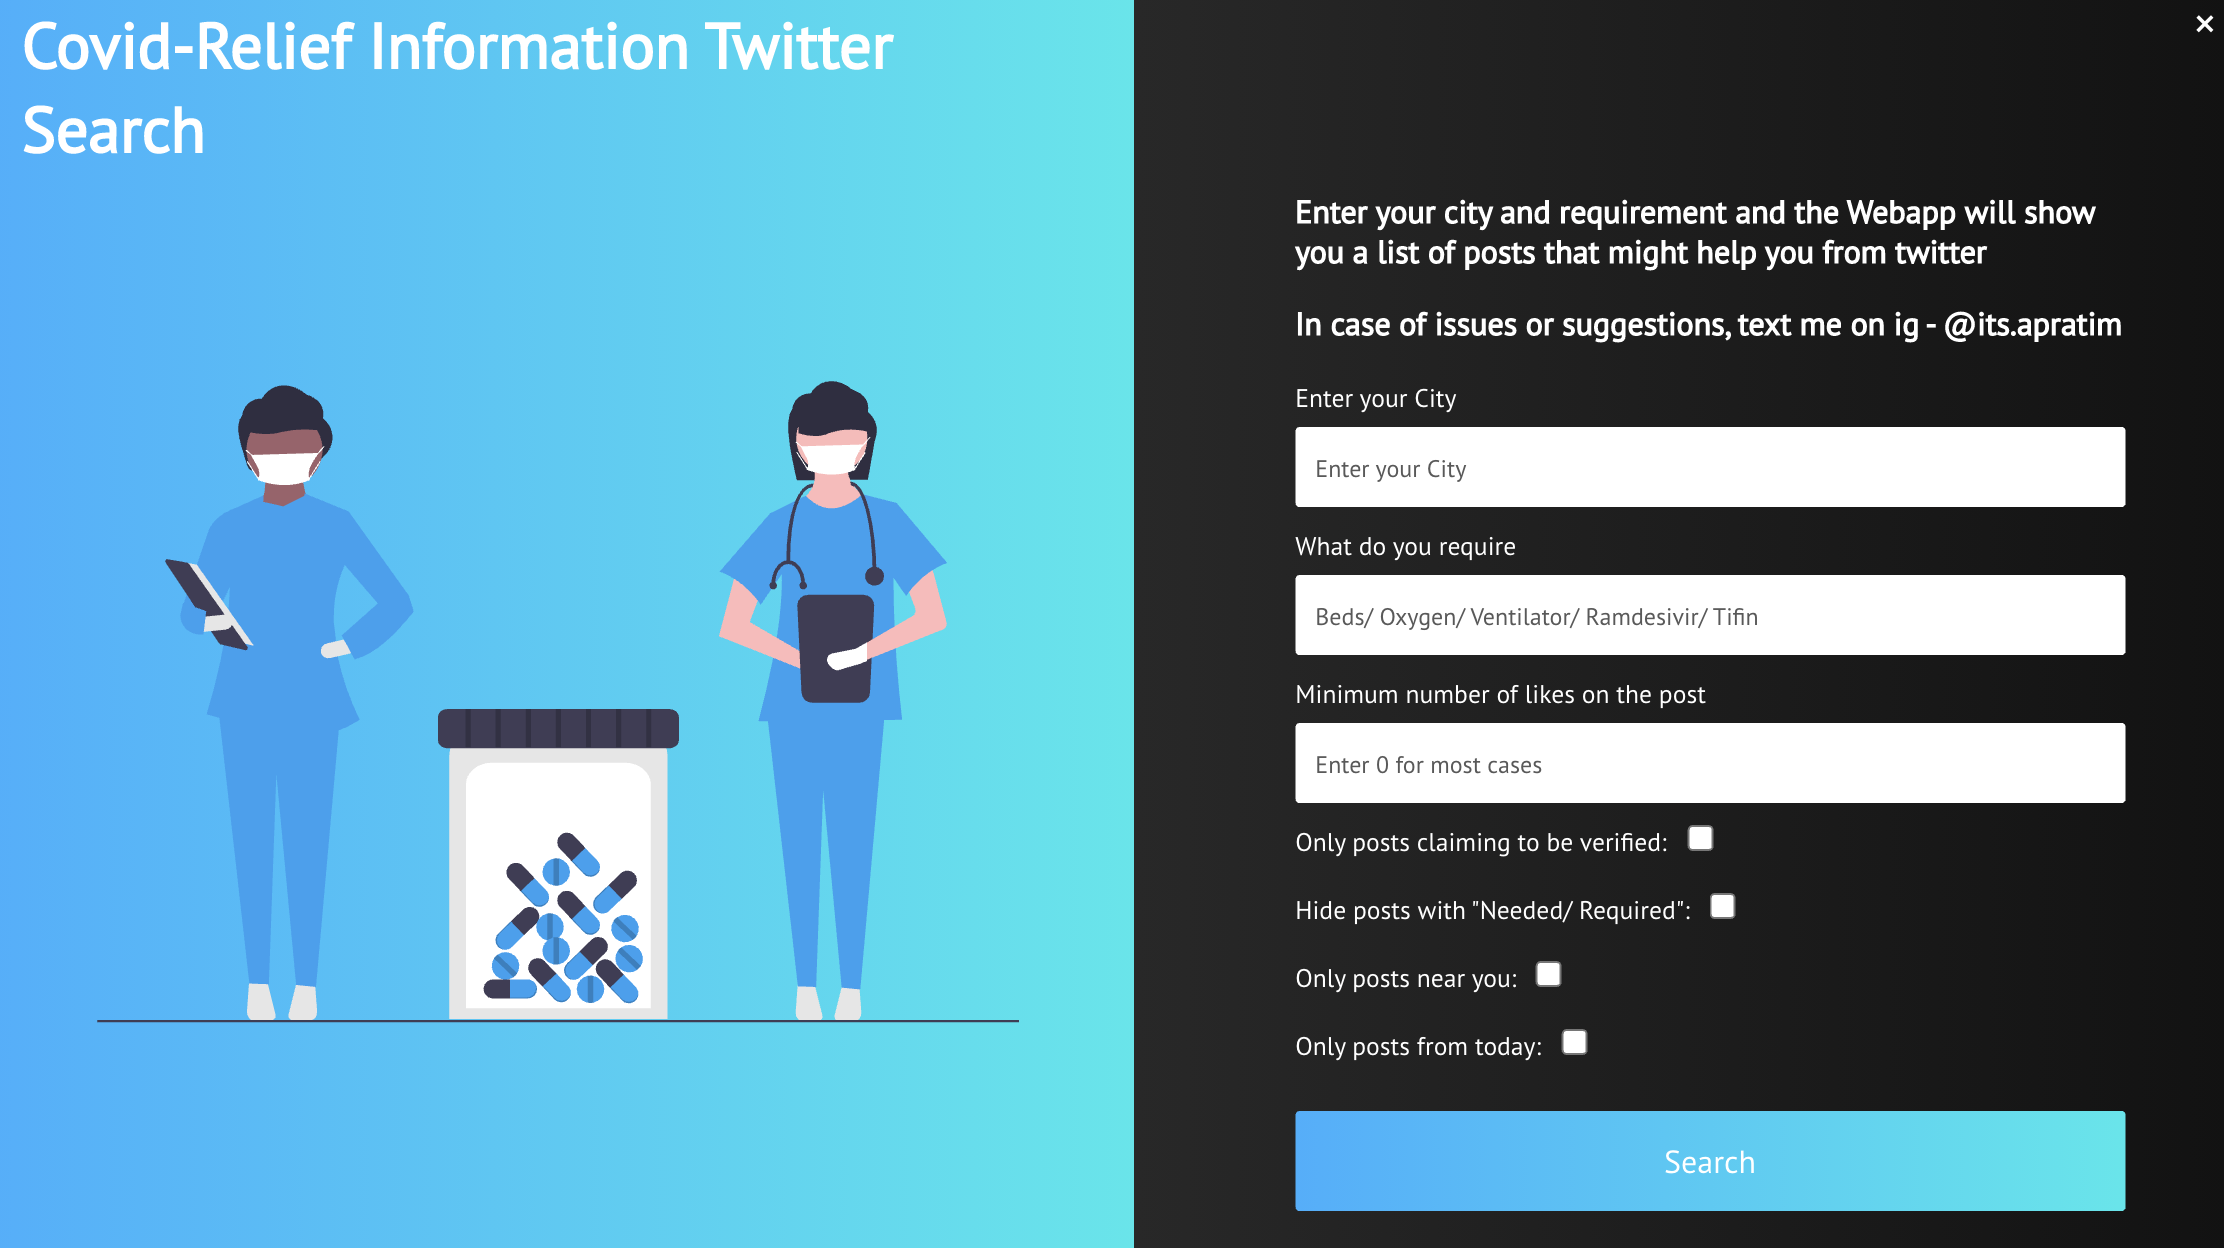 Covid-Relief Information Twitter
Search
Enter your city and requirement and the Webapp will show
you a list of posts that might help you from twitter
In case of issues or suggestions, text me on ig - @its.apratim
Enter your City
Enter your City
What do you require
Beds/ Oxygen/ Ventilator/ Ramdesivir/ Tifin
Minimum number of likes on the post
Enter 0 for most cases
Only posts claiming to be verified:
Hide posts with "Needed/ Required":
Only posts near you:
Only posts from today:
Search